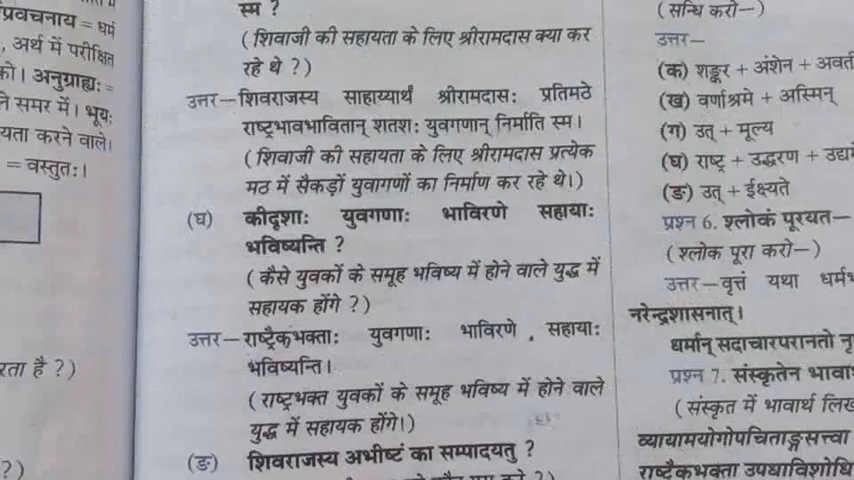 प्रवचनाय = धर्म
, अर्थ में परीक्षित
को। अनुग्राह्यः =
ने समर में। भूयः
यता करने वाले।
= वस्तुतः।
रता है ?)
?)
स्म ?
(शिवाजी की सहायता के लिए श्रीरामदास क्या कर
रहे थे ?)
उत्तर—शिवराजस्य साहाय्यार्थं श्रीरामदासः प्रतिमठे
राष्ट्रभावभावितान् शतशः युवगणान् निर्माति स्म।
(शिवाजी की सहायता के लिए श्रीरामदास प्रत्येक
मठ में सैकड़ों युवागणों का निर्माण कर रहे थे।)
(घ) कीदृशाः युवगणाः भाविरणे सहायाः
भविष्यन्ति ?
(कैसे युवकों के समूह भविष्य में होने वाले युद्ध में
सहायक होंगे ?)
उत्तर—राष्ट्रैकभक्ताः युवगणाः भाविरणे सहायाः
भविष्यन्ति।
(राष्ट्रभक्त युवकों के समूह भविष्य में होने वाले
युद्ध में सहायक होंगे।)
(ङ) शिवराजस्य अभीष्टं का सम्पादयतु ?
(सन्धि करो—)
उत्तर—
(क) शङ्कर + अंशेन + अवती
(ख) वर्णाश्रमे + अस्मिन्
(ग) उत् + मूल्य
(घ) राष्ट्र + उद्धरण + उद्यम
(ङ) उत् + ईक्ष्यते
प्रश्न 6. श्लोकं पूरयत—
(श्लोक पूरा करो—)
उत्तर—वृत्तं यथा धर्मभ
नरेन्द्रशासनात्।
धर्मान् सदाचारपरानतो नृ
प्रश्न 7. संस्कृतेन भावा
(संस्कृत में भावार्थ लिख
व्यायामयोगोपचिताङ्गसत्त्वा
राष्टैकभक्ता उपधाविशोधि